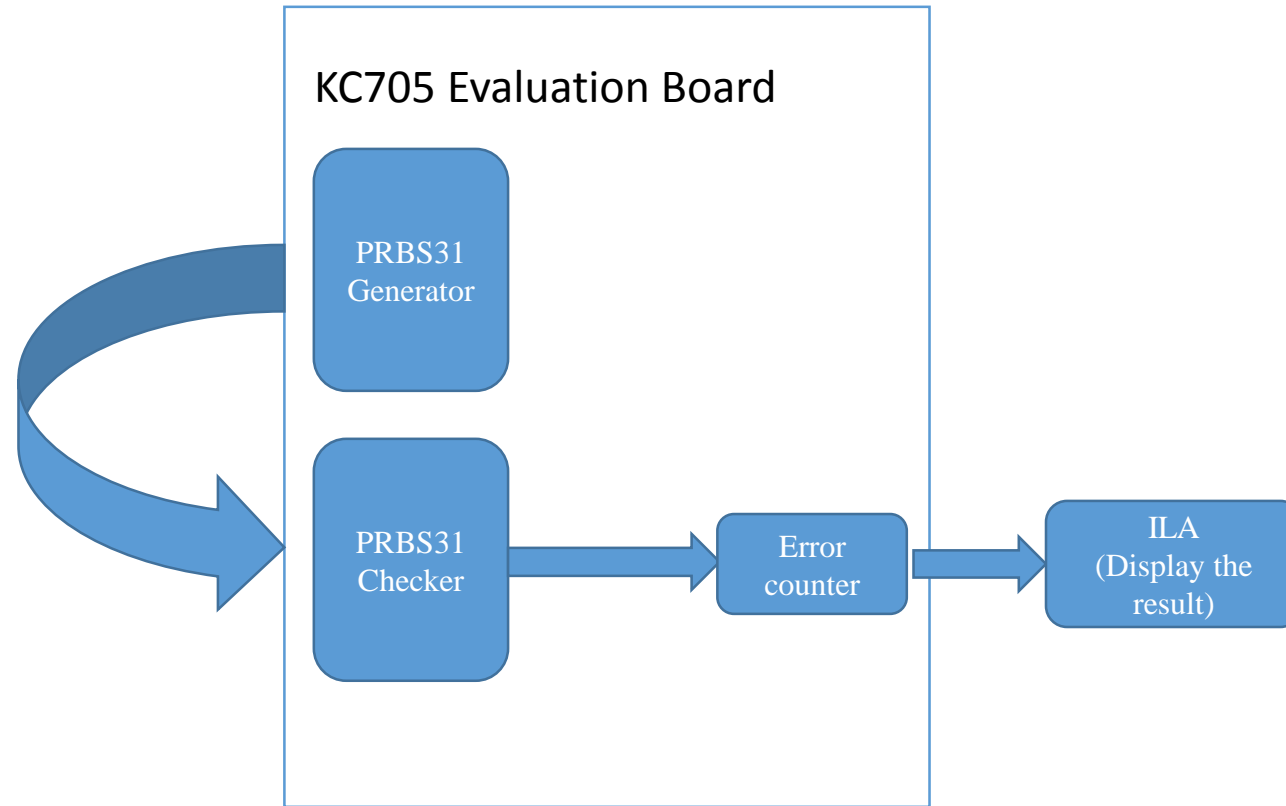 KC705 Evaluation Board
PRBS31
Generator
PRBS31
Checker
Error
counter
ILA
(Display the
result)